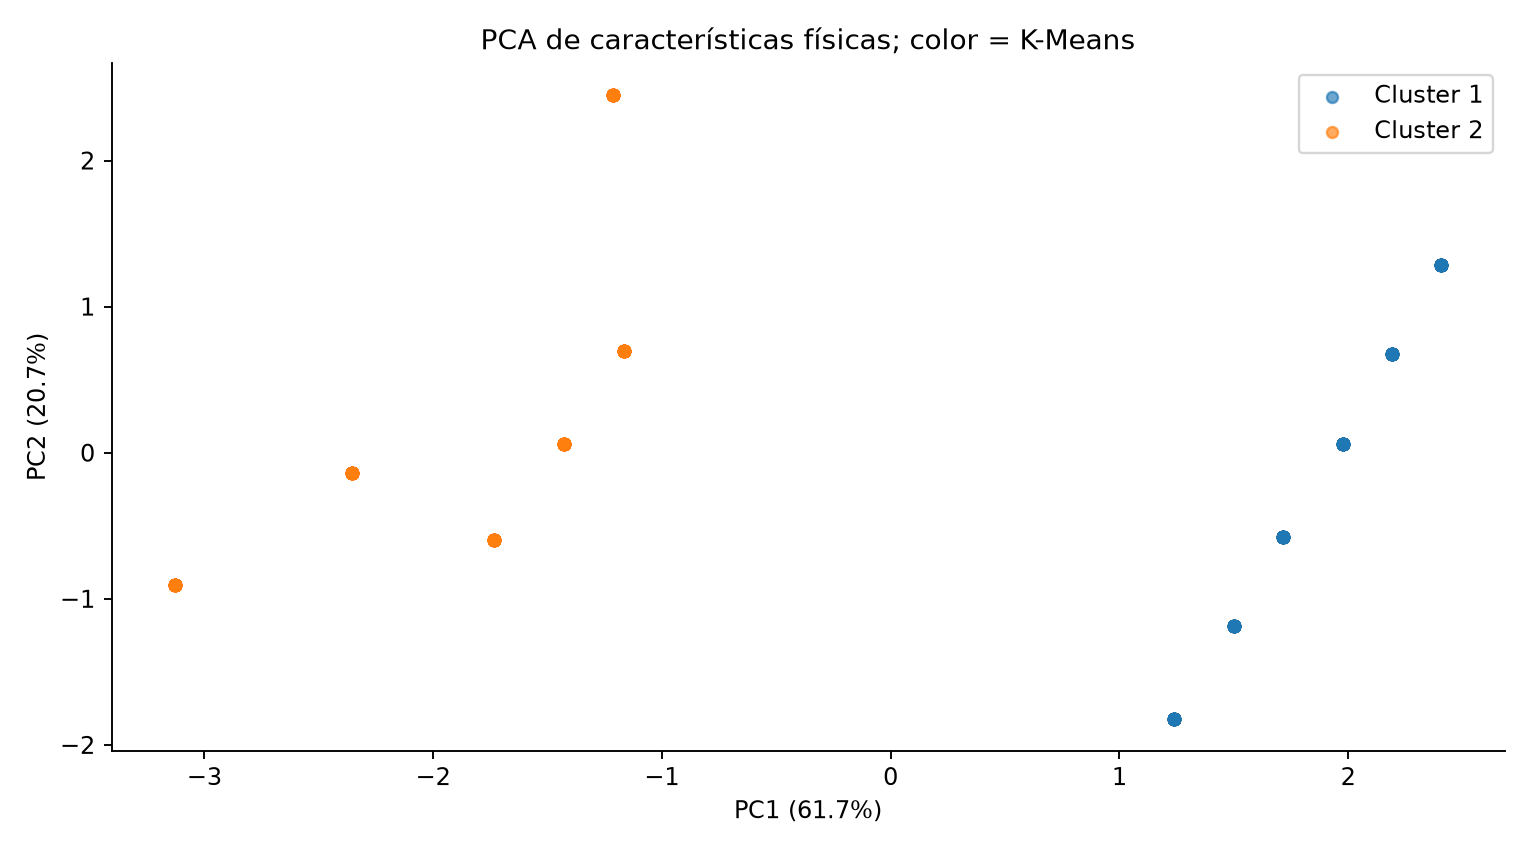 PCA de características físicas; color = K-Means
Cluster 1
Cluster 2
PC2 (20.7%)
2
1
0
−1
−2
−3
−2
−1
0
1
2
PC1 (61.7%)